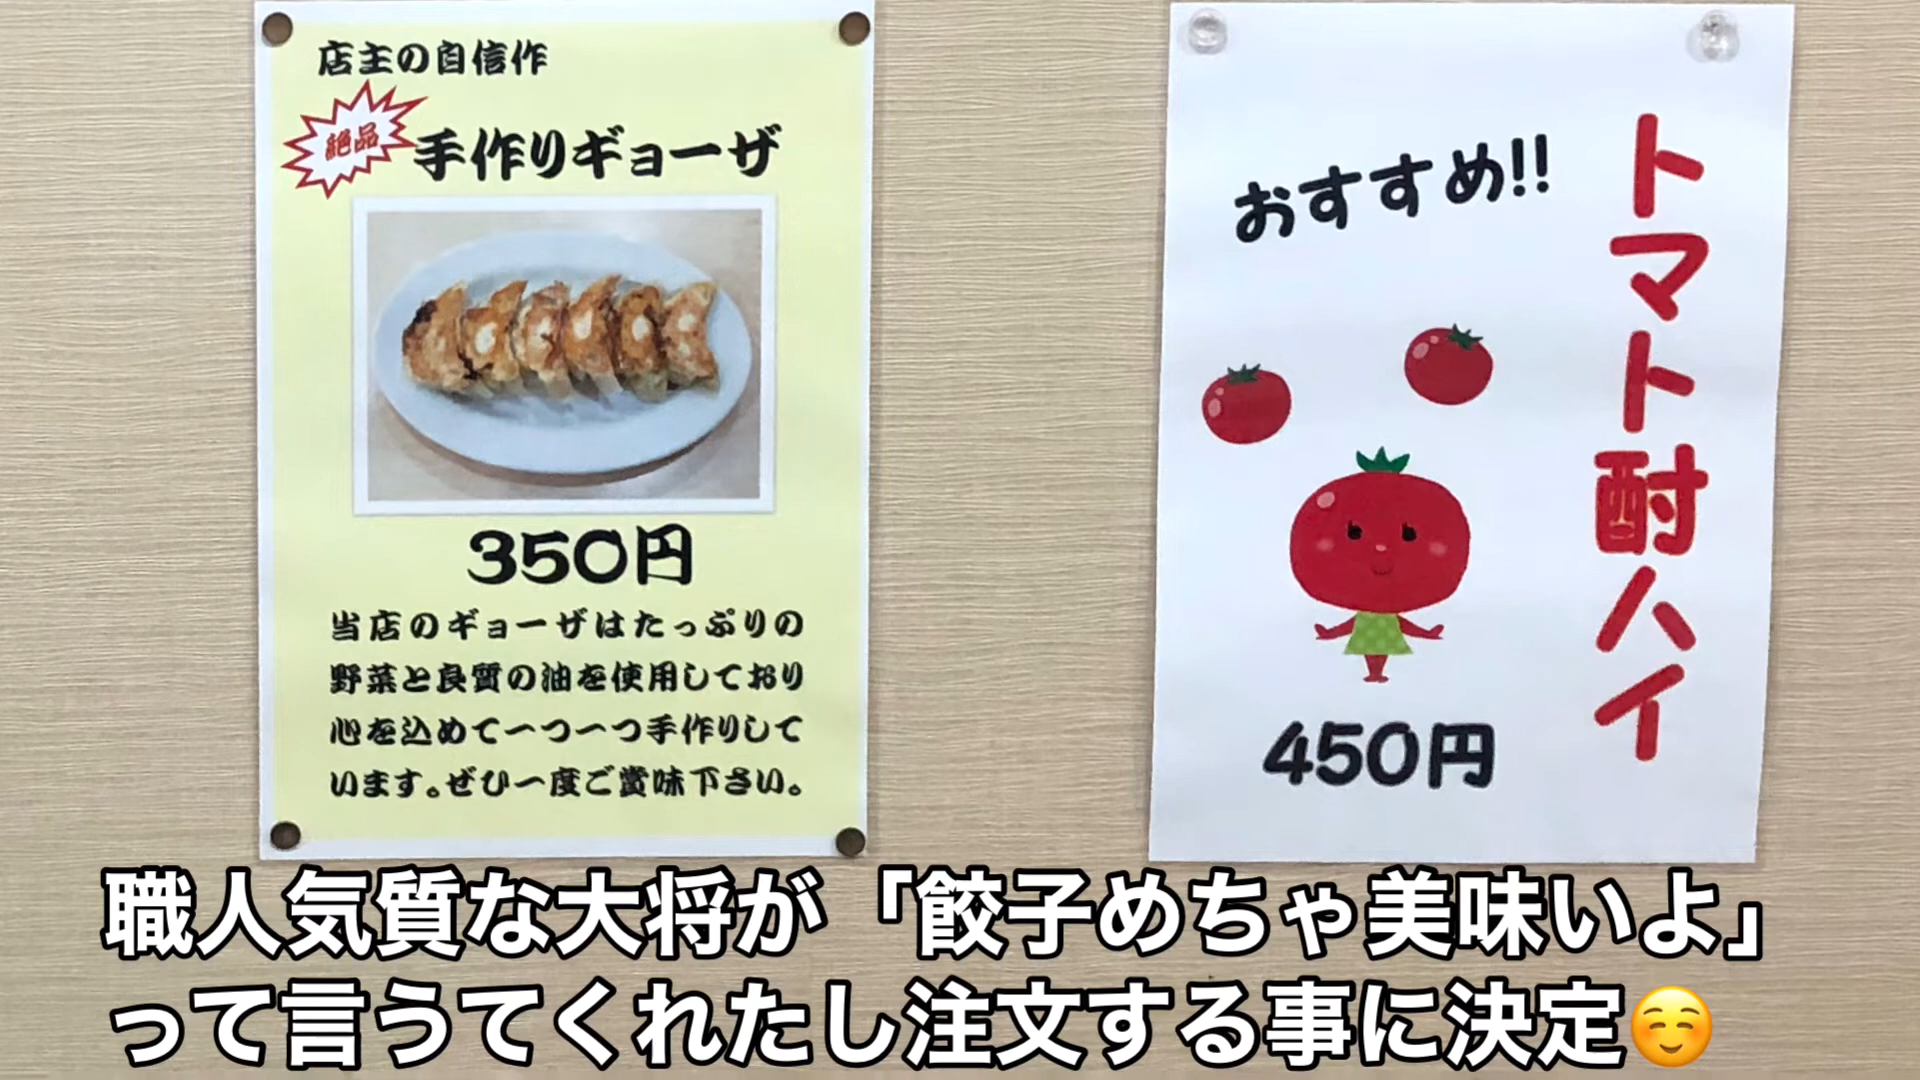 店主の自信作
絶品
手作りギョーザ
350円
当店のギョーザはたっぷりの
野菜と良質の油を使用しており
心を込めて一つ一つ手作りして
います。ぜひ一度ご賞味下さい。
おすすめ!!
トマト酎ハイ
450円
職人気質な大将が「餃子めちゃ美味いよ」
って言うてくれたし注文する事に決定☺️